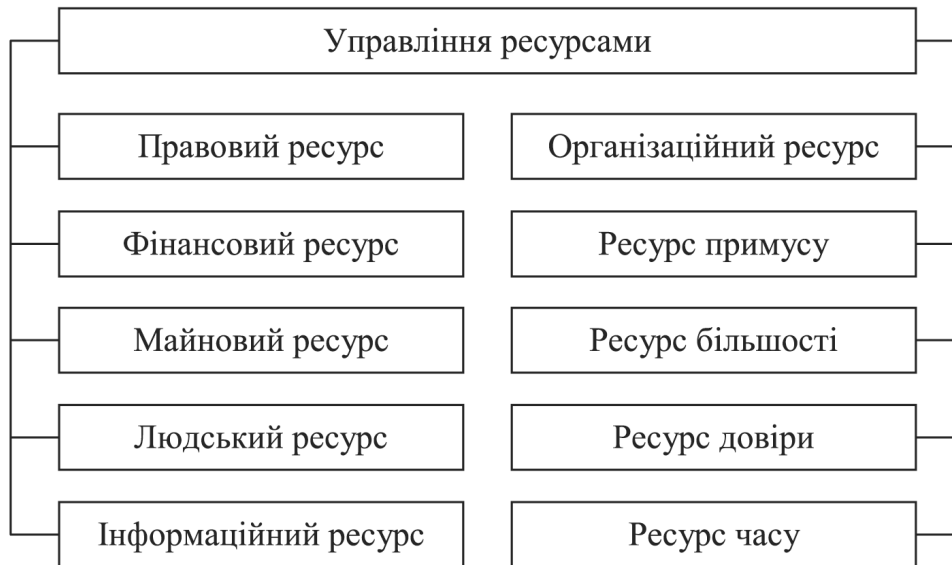 Управління ресурсами
Правовий ресурс
Організаційний ресурс
Фінансовий ресурс
Ресурс примусу
Майновий ресурс
Ресурс більшості
Людський ресурс
Ресурс довіри
Інформаційний ресурс
Ресурс часу